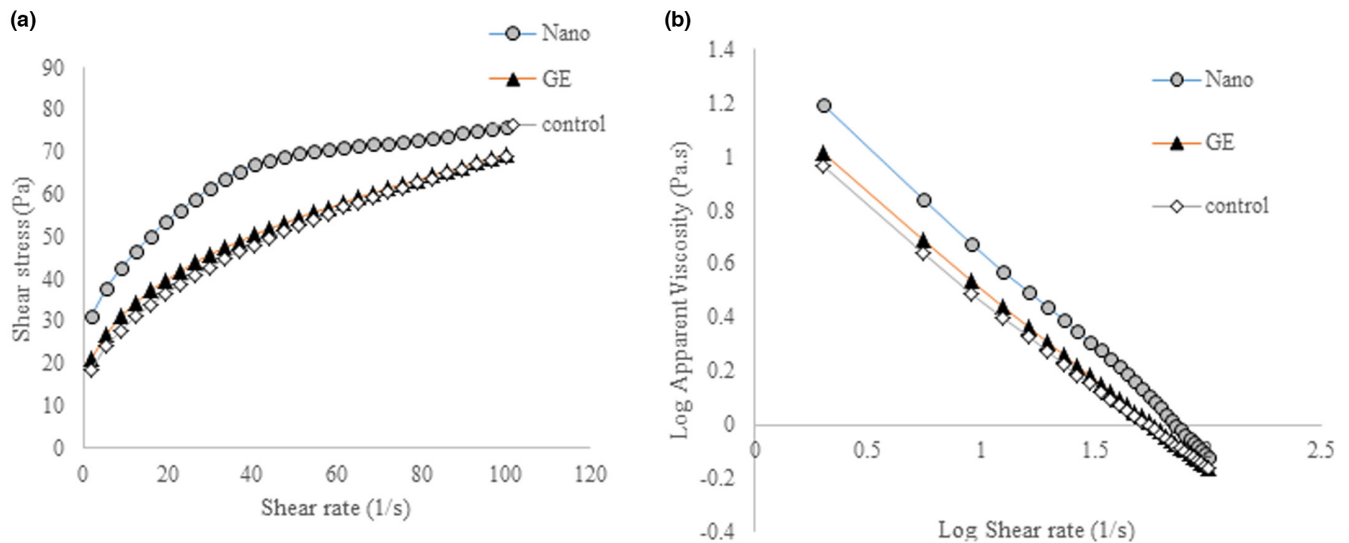 (a)
Nano
GE
control
90
80
70
60
50
40
30
20
10
0
0 20 40 60 80 100 120
Shear stress (Pa)
Shear rate (1/s)
(b)
Nano
GE
control
1.4
1.2
1
0.8
0.6
0.4
0.2
0
-0.2
-0.4
0 0.5 1 1.5 2.5
Log Apparent Viscosity (Pa.s)
Log Shear rate (1/s)